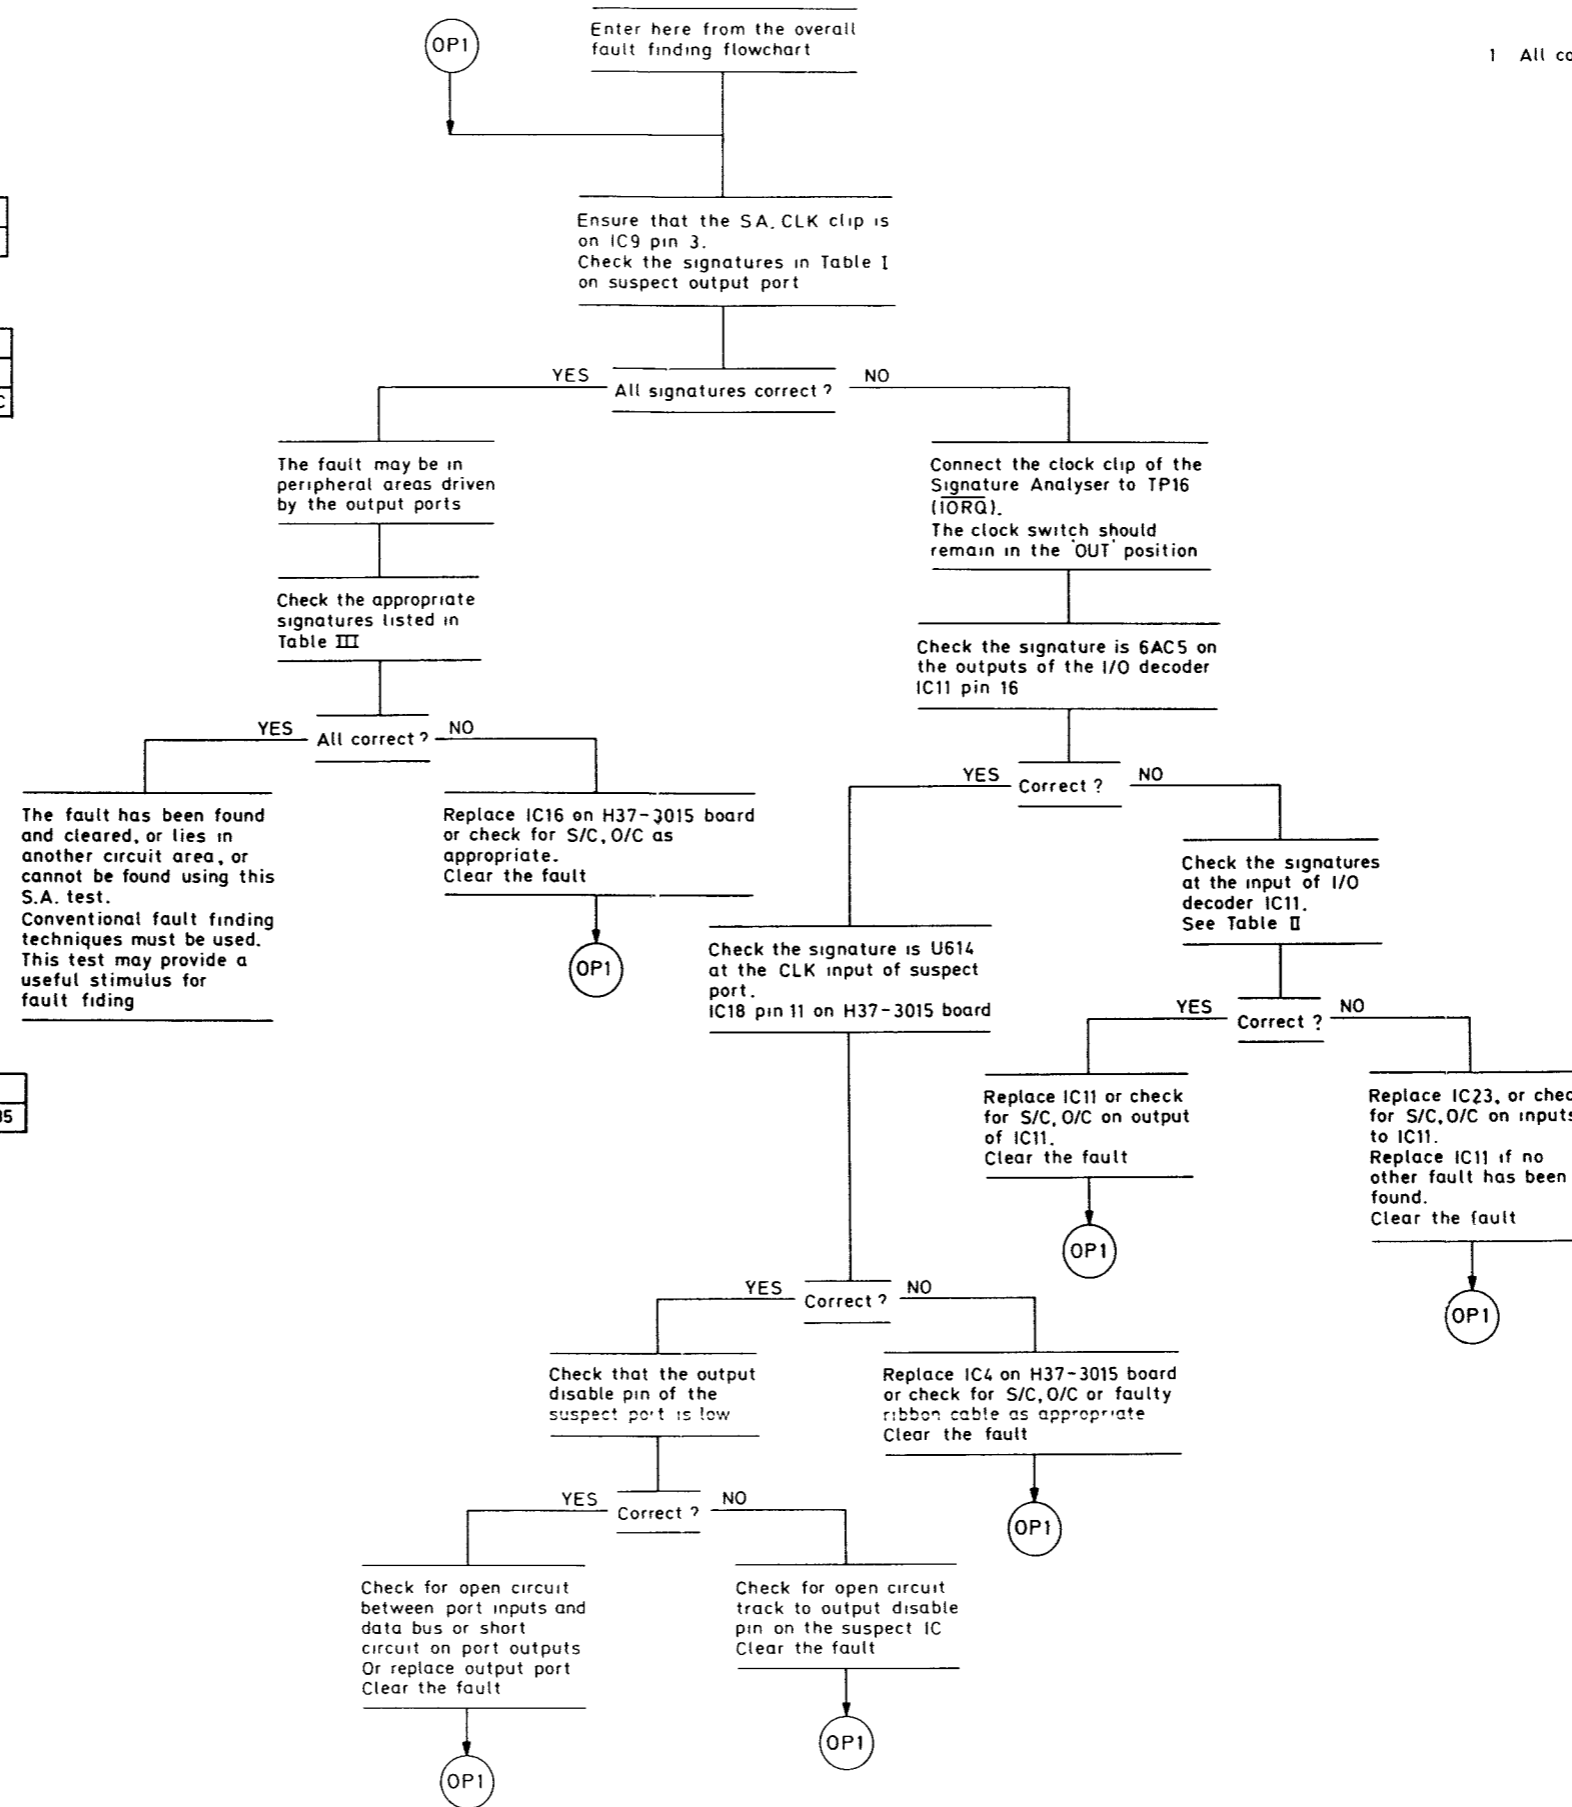 OP1
Enter here from the overall
fault finding flowchart
1 All co
Ensure that the S.A. CLK clip is
on IC9 pin 3.
Check the signatures in Table I
on suspect output port
YES
All signatures correct?
NO
C
The fault may be in
peripheral areas driven
by the output ports
Connect the clock clip of the
Signature Analyser to TP16
(I̅O̅R̅Q̅).
The clock switch should
remain in the 'OUT' position
Check the appropriate
signatures listed in
Table III
Check the signature is 6AC5 on
the outputs of the I/O decoder
IC11 pin 16
YES
All correct?
NO
YES
Correct?
NO
The fault has been found
and cleared, or lies in
another circuit area, or
cannot be found using this
S.A. test.
Conventional fault finding
techniques must be used.
This test may provide a
useful stimulus for
fault fiding
Replace IC16 on H37-3015 board
or check for S/C, O/C as
appropriate.
Clear the fault
OP1
Check the signatures
at the input of I/O
decoder IC11.
See Table II
Check the signature is U614
at the CLK input of suspect
port.
IC18 pin 11 on H37-3015 board
YES
Correct?
NO
35
Replace IC11 or check
for S/C, O/C on output
of IC11.
Clear the fault
OP1
Replace IC23, or chec
for S/C, O/C on inputs
to IC11.
Replace IC11 if no
other fault has been
found.
Clear the fault
OP1
YES
Correct?
NO
Check that the output
disable pin of the
suspect port is low
Replace IC4 on H37-3015 board
or check for S/C, O/C or faulty
ribbon cable as appropriate
Clear the fault
OP1
YES
Correct?
NO
Check for open circuit
between port inputs and
data bus or short
circuit on port outputs
Or replace output port
Clear the fault
OP1
Check for open circuit
track to output disable
pin on the suspect IC
Clear the fault
OP1